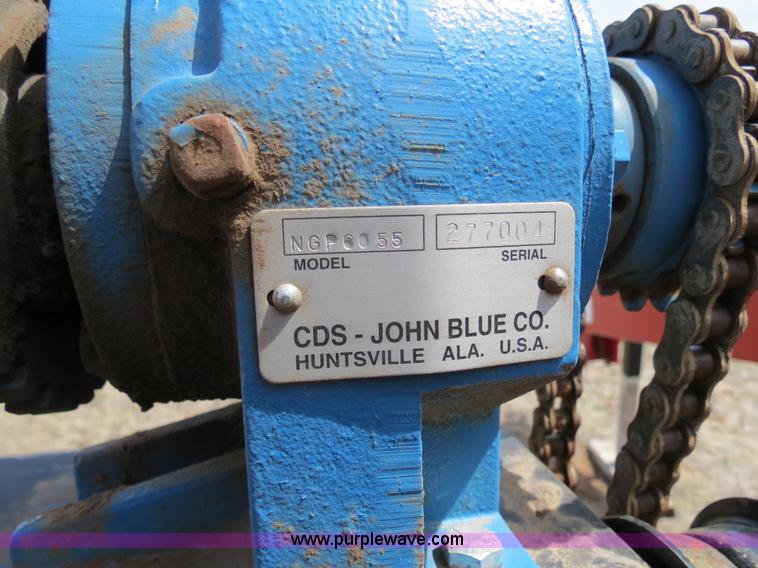 NGP6055 277004
MODEL SERIAL
CDS - JOHN BLUE CO.
HUNTSVILLE ALA. U.S.A.
www.purplewave.com